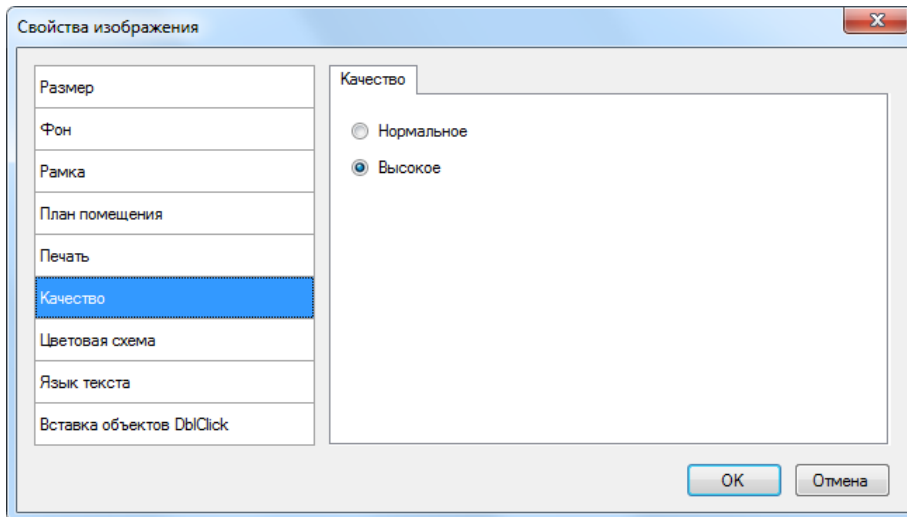 Свойства изображения
Размер
Фон
Рамка
План помещения
Печать
Качество
Цветовая схема
Язык текста
Вставка объектов DblClick
Качество
Нормальное
Высокое
OK
Отмена